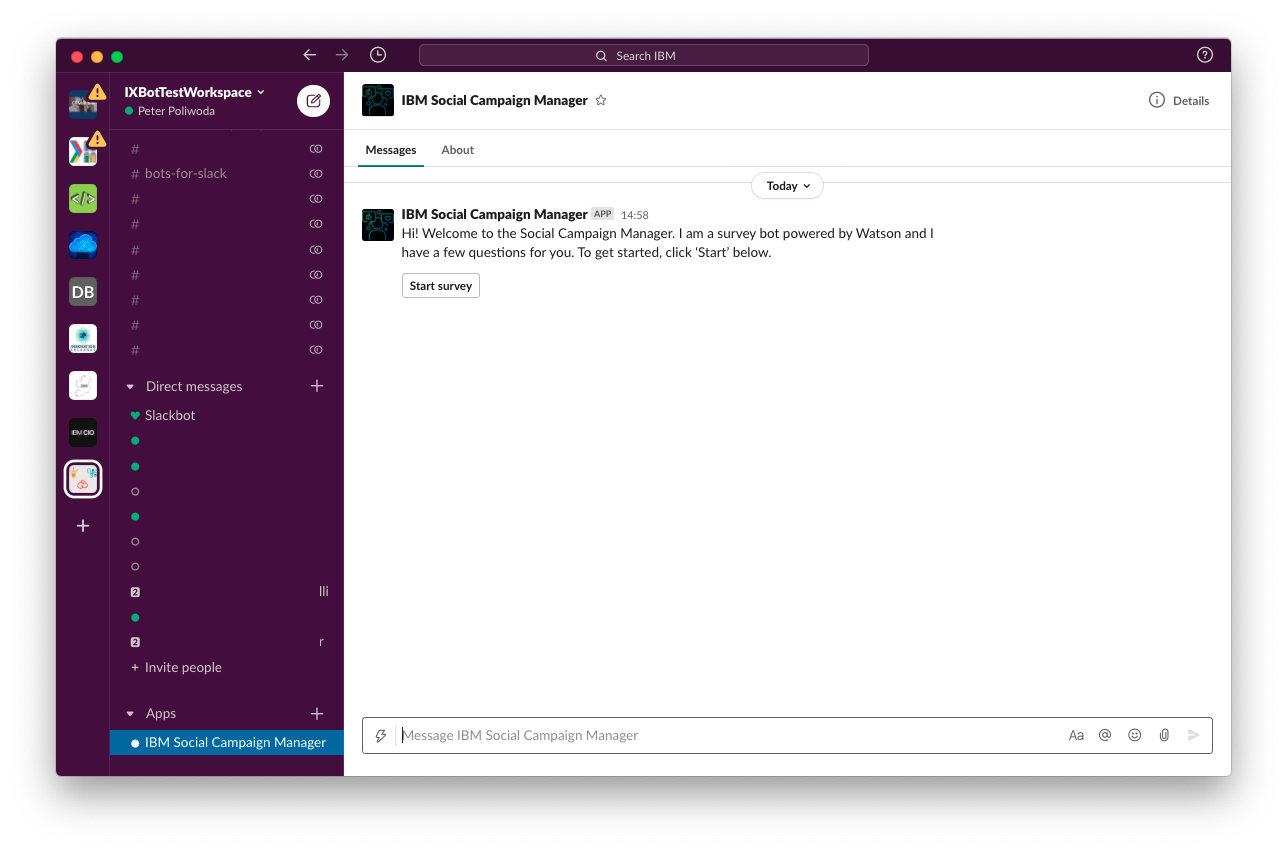 Search IBM
IXBotTestWorkspace
Peter Poliwoda
#
# bots-for-slack
#
#
#
#
#
#
#
Direct messages
Slackbot
2 lli
2 r
+ Invite people
Apps
IBM Social Campaign Manager
DB
IBM CIO
IBM Social Campaign Manager
Details
Messages About
Today
IBM Social Campaign Manager APP 14:58
Hi! Welcome to the Social Campaign Manager. I am a survey bot powered by Watson and I
have a few questions for you. To get started, click ‘Start’ below.
Start survey
Message IBM Social Campaign Manager
Aa @